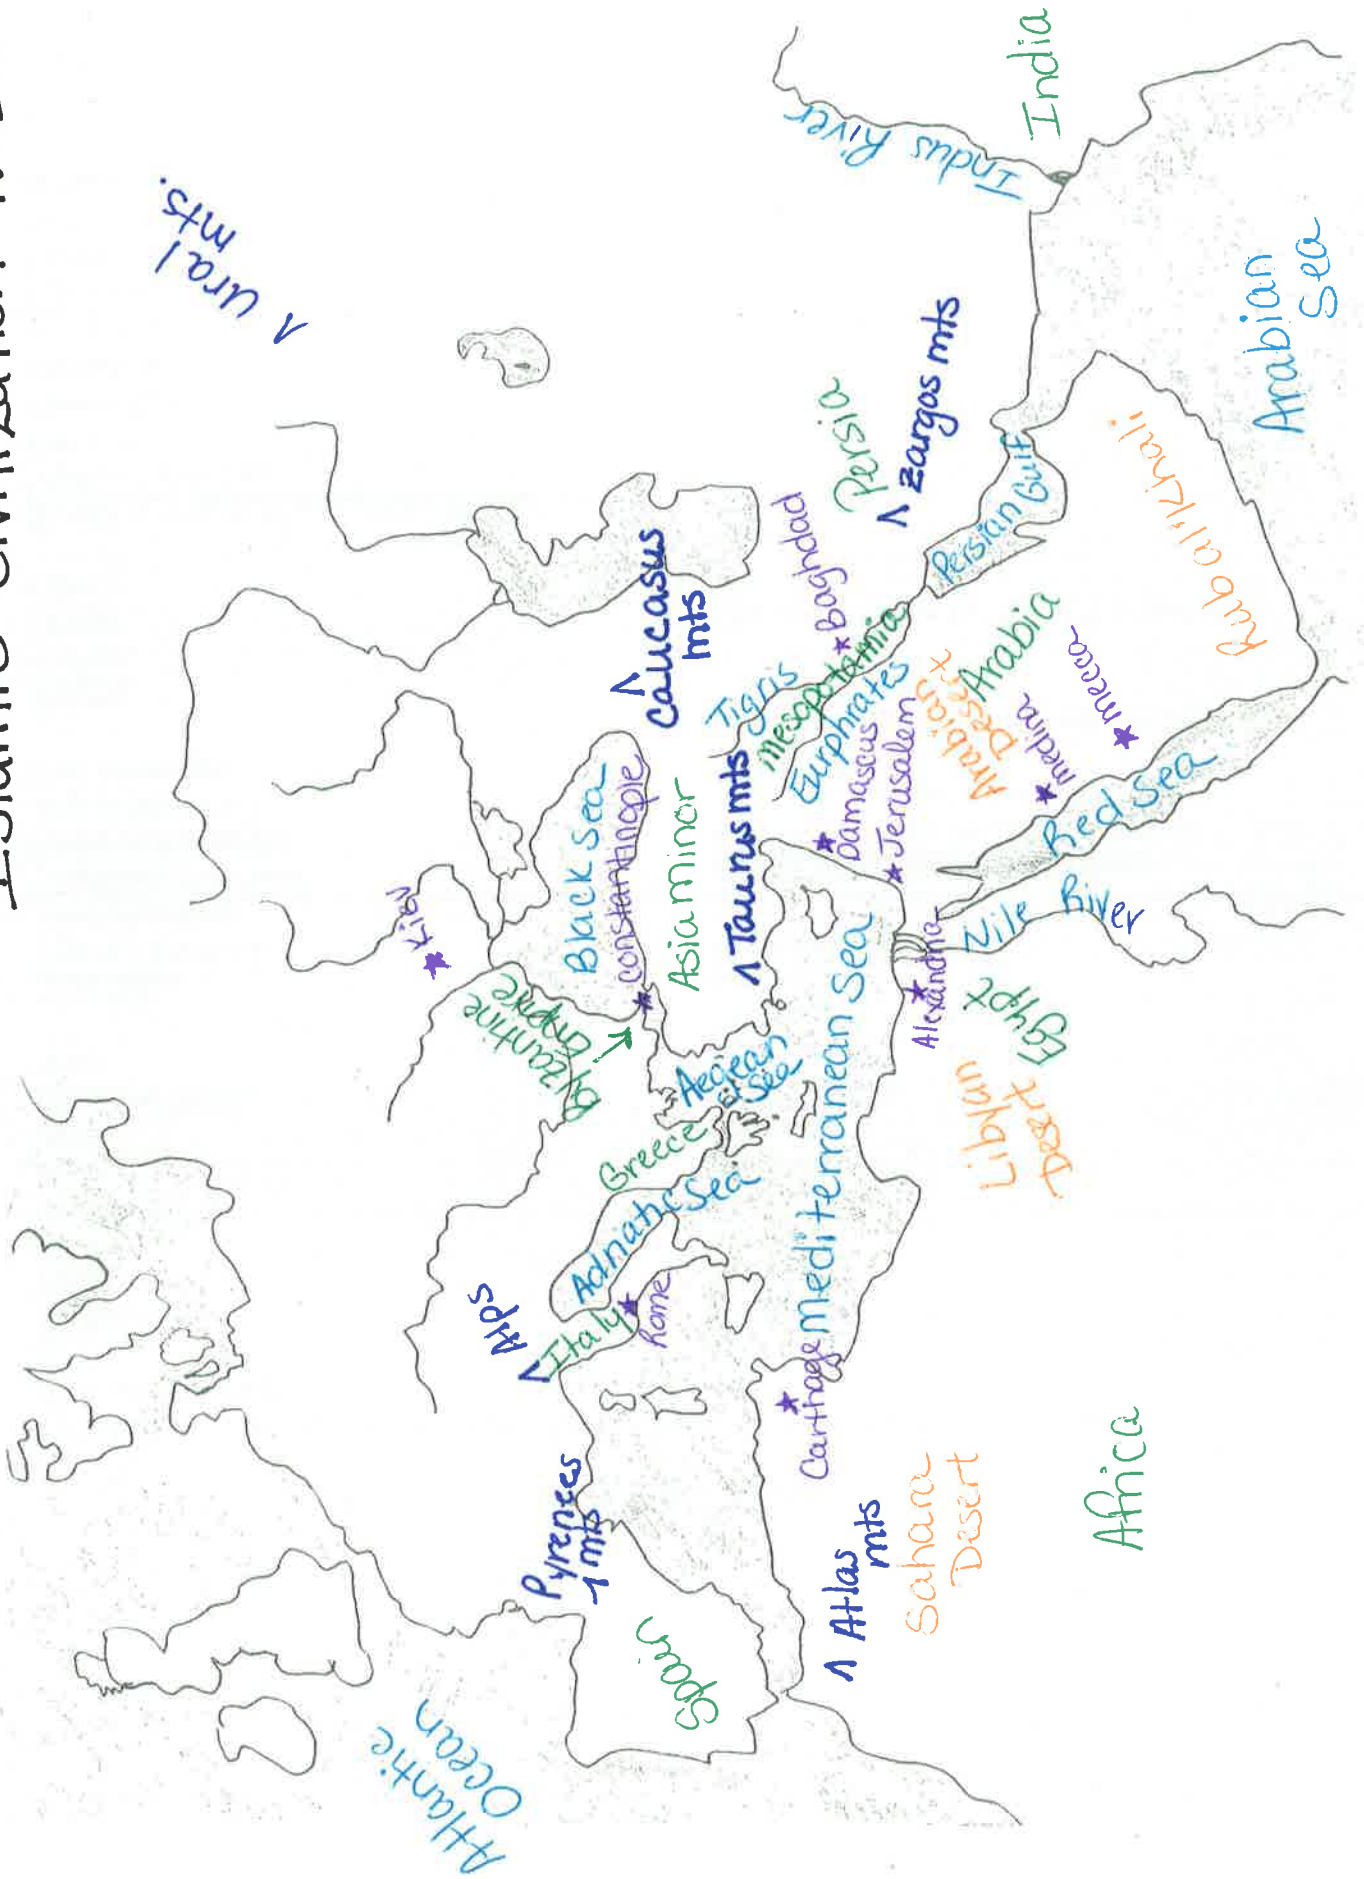 Islamic Civilization
Atlantic
Ocean
Spain
Pyrenees
mts
Alps
Italy
Rome
Adriatic Sea
Greece
Aegean
Sea
Byzantine
Empire
Kiev
Black Sea
Constantinople
Asia minor
Taurus mts
Caucasus
mts
ural
mts.
Mediterranean Sea
Carthage
Atlas
mts
Sahara
Desert
Africa
Libyan
Desert
Egypt
Alexandria
Nile River
Red Sea
Damascus
Jerusalem
Tigris
mesopotamia
Eurphrates
Baghdad
Persia
zargos mts
Persian Gulf
Arabian
Desert
Arabia
medina
mecca
Rub al' Khali
Arabian
Sea
Indus River
India